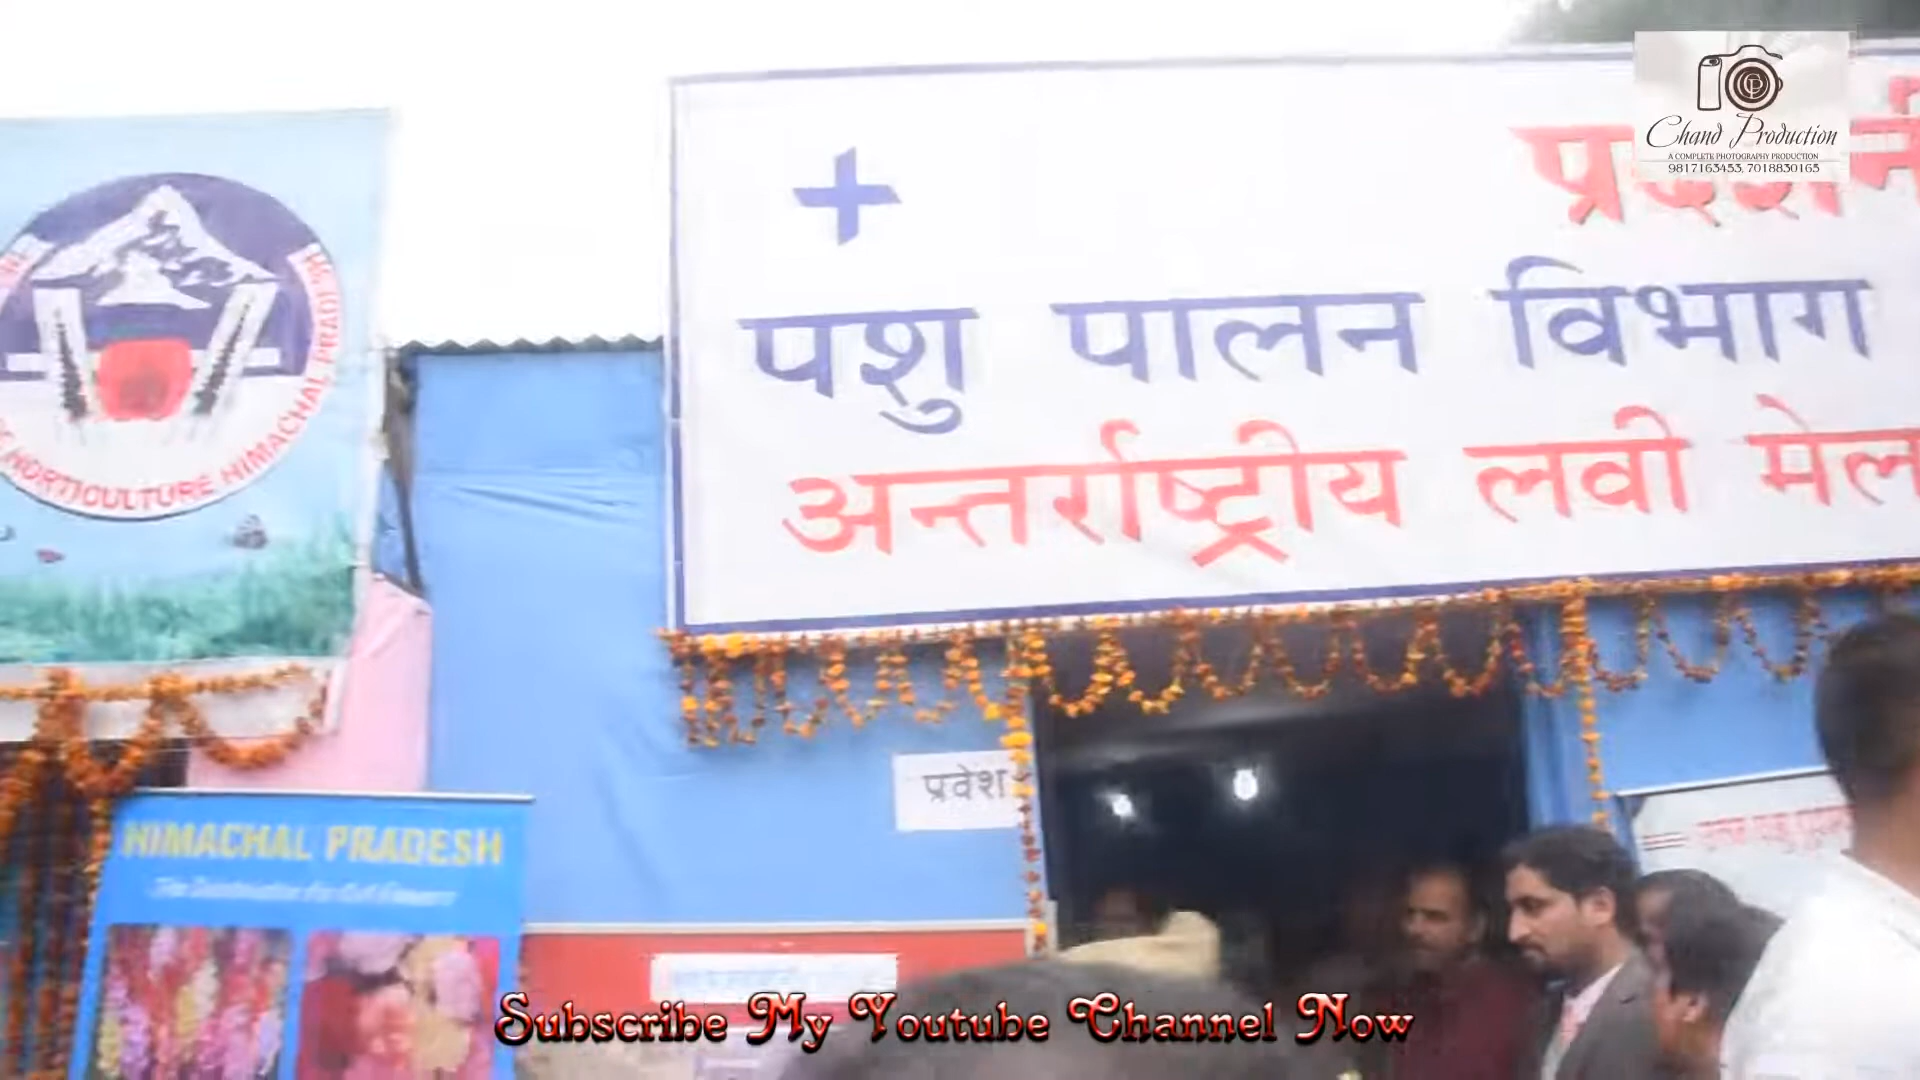 Chand Production
A COMPLETE PHOTOGRAPHY PRODUCTION
9817163453, 7018830165
पशु पालन विभाग
अन्तर्राष्ट्रीय लवी
HORTICULTURE HIMACHAL PRADESH
प्रवेश
HIMACHAL PRADESH
Subscribe My Youtube Channel Now